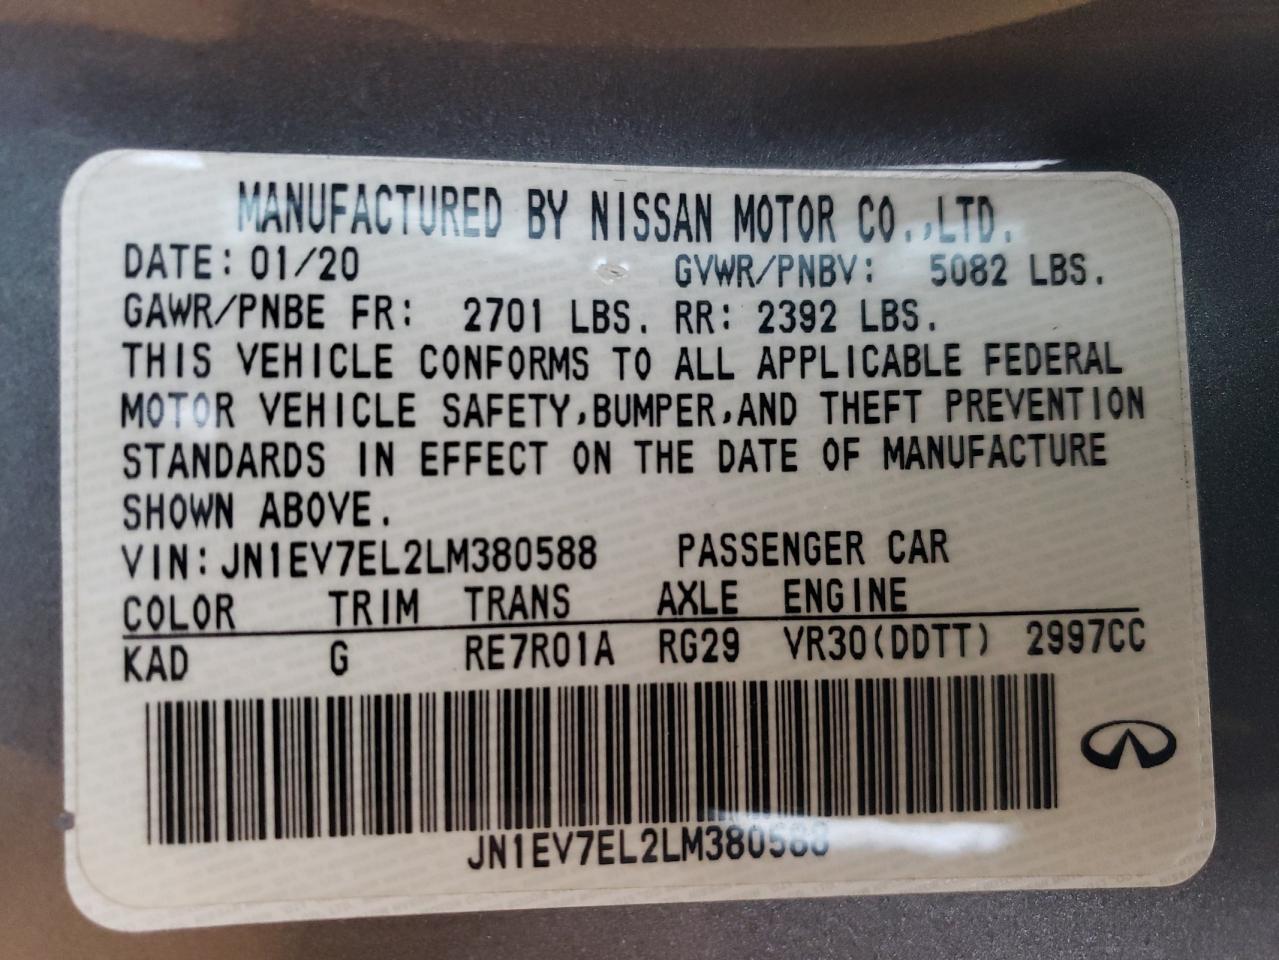 MANUFACTURED BY NISSAN MOTOR CO.,LTD.
DATE: 01/20 GVWR/PNBV: 5082 LBS.
GAWR/PNBE FR: 2701 LBS. RR: 2392 LBS.
THIS VEHICLE CONFORMS TO ALL APPLICABLE FEDERAL
MOTOR VEHICLE SAFETY,BUMPER,AND THEFT PREVENTION
STANDARDS IN EFFECT ON THE DATE OF MANUFACTURE
SHOWN ABOVE.
VIN: JN1EV7EL2LM380588 PASSENGER CAR
COLOR TRIM TRANS AXLE ENGINE
KAD G RE7R01A RG29 VR30(DDTT) 2997CC
JN1EV7EL2LM380588